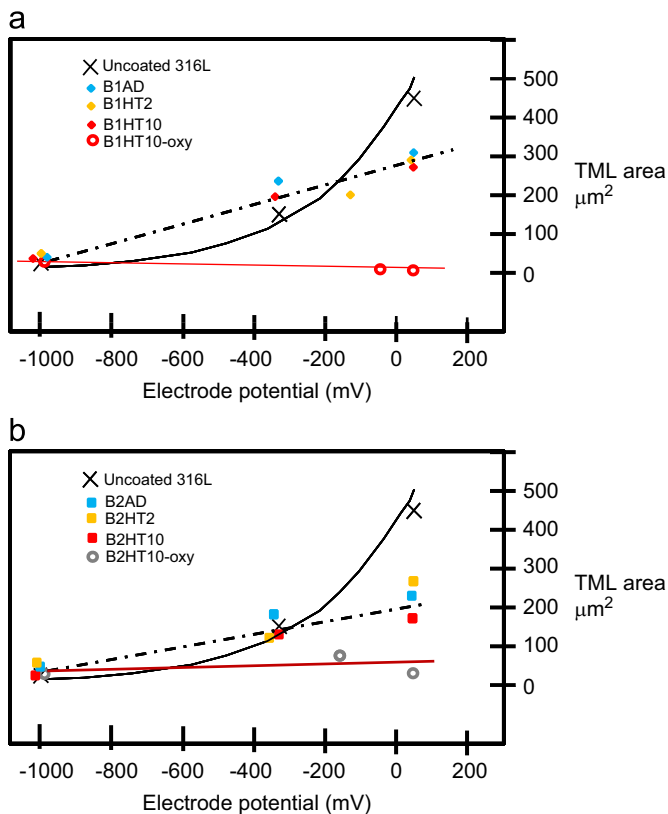 a
Uncoated 316L
B1AD
B1HT2
B1HT10
B1HT10-oxy
500
400
300
200
100
0
TML area
μm²
-1000 -800 -600 -400 -200 0 200
Electrode potential (mV)
b
Uncoated 316L
B2AD
B2HT2
B2HT10
B2HT10-oxy
500
400
300
200
100
0
TML area
μm²
-1000 -800 -600 -400 -200 0 200
Electrode potential (mV)